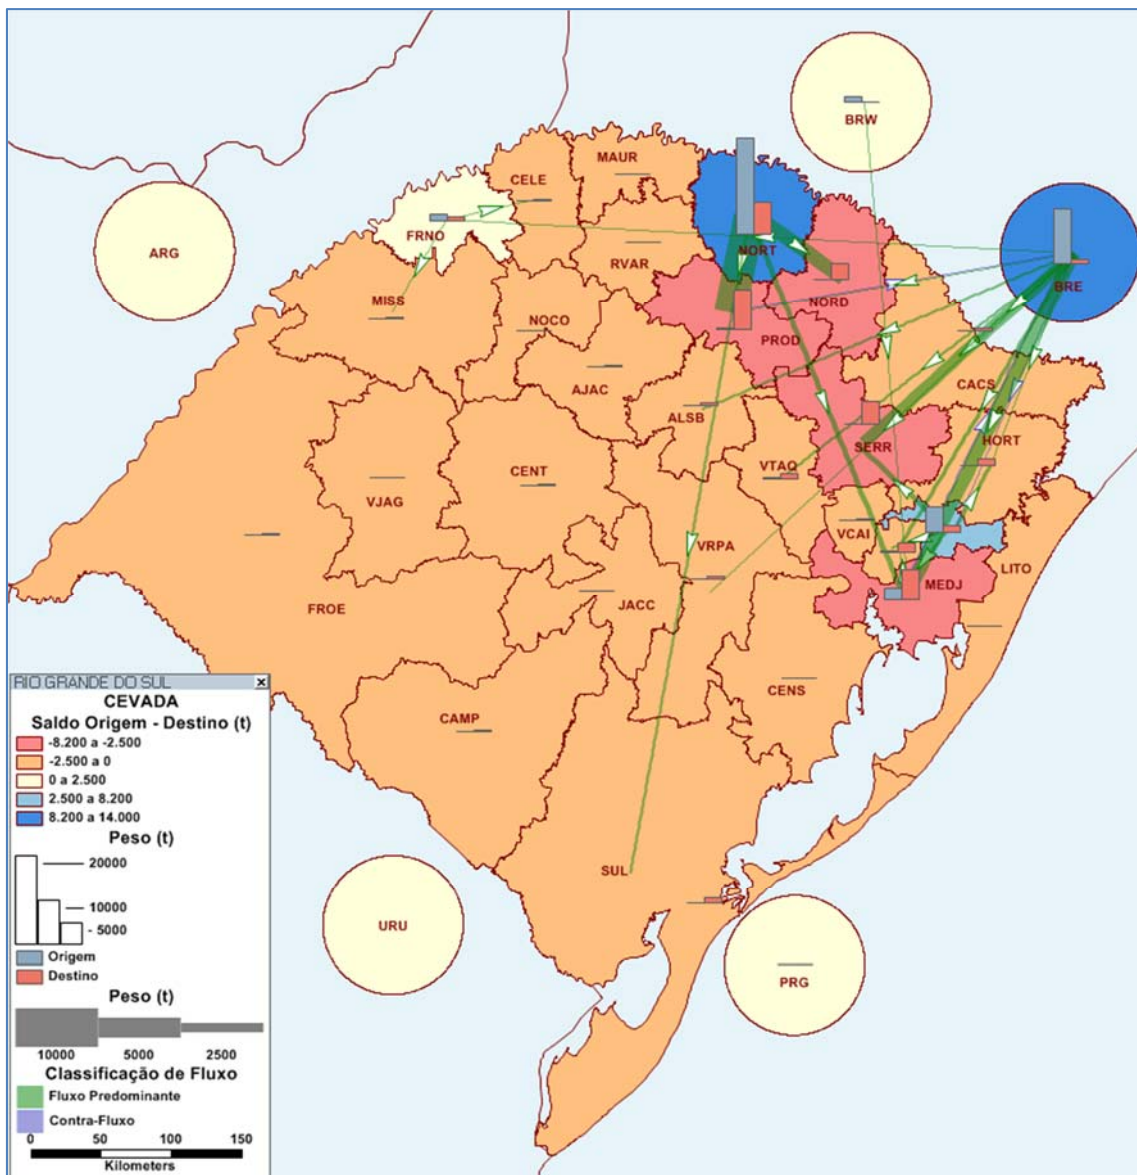 BRW
MAUR
CELE
FRNO
NORT
ARG
RVAR
BRE
MISS
NORD
NOCO
PROD
AJAC
CACS
ALSB
SERR
HORT
CENT
VTAQ
VJAG
VCAI
VRPA
LITO
MEDJ
FROE
JACC
CENS
CAMP
SUL
URU
PRG
RIO GRANDE DO SUL x
CEVADA
Saldo Origem - Destino (t)
-8.200 a -2.500
-2.500 a 0
0 a 2.500
2.500 a 8.200
8.200 a 14.000
Peso (t)
20000
10000
- 5000
Origem
Destino
Peso (t)
10000 5000 2500
Classificação de Fluxo
Fluxo Predominante
Contra-Fluxo
0 50 100 150
Kilometers